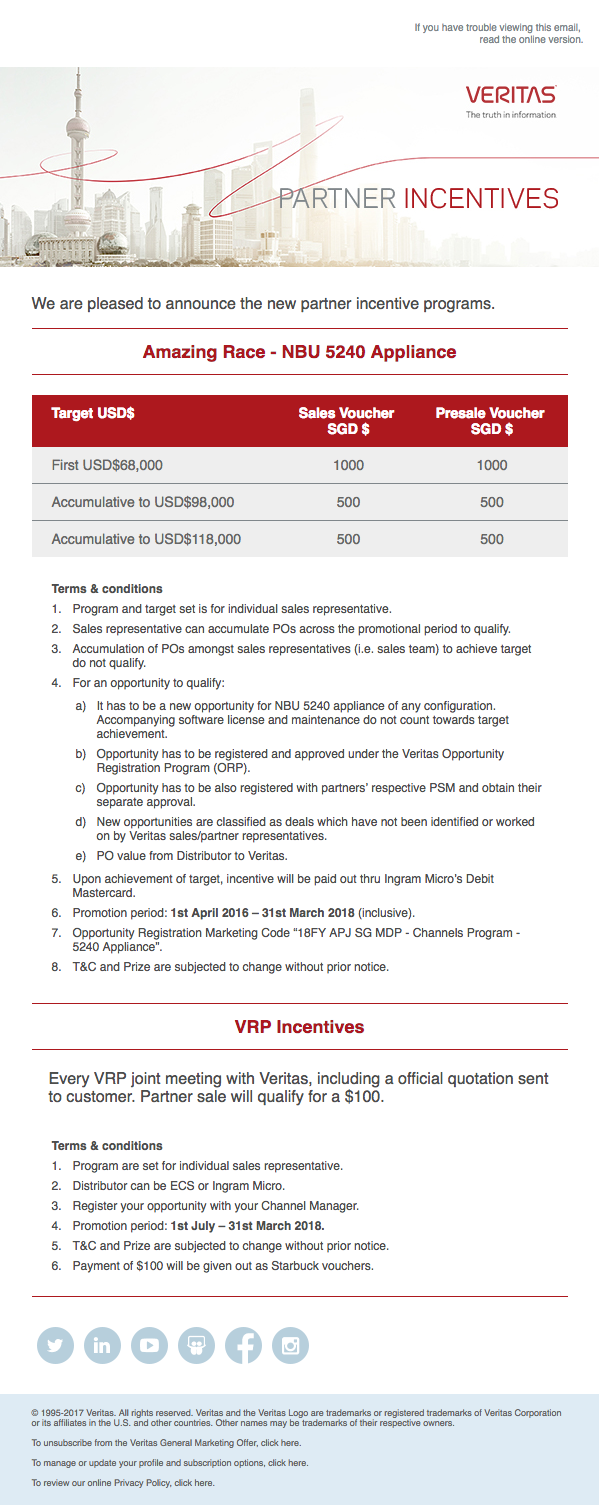 If you have trouble viewing this email,
read the online version.
VERITAS
The truth in information
PARTNER INCENTIVES
We are pleased to announce the new partner incentive programs.
Amazing Race - NBU 5240 Appliance
Target USD$ Sales Voucher SGD $ Presale Voucher SGD $
First USD$68,000 1000 1000
Accumulative to USD$98,000 500 500
Accumulative to USD$118,000 500 500
Terms & conditions
1. Program and target set is for individual sales representative.
2. Sales representative can accumulate POs across the promotional period to qualify.
3. Accumulation of POs amongst sales representatives (i.e. sales team) to achieve target
do not qualify.
4. For an opportunity to qualify:
a) It has to be a new opportunity for NBU 5240 appliance of any configuration.
Accompanying software license and maintenance do not count towards target
achievement.
b) Opportunity has to be registered and approved under the Veritas Opportunity
Registration Program (ORP).
c) Opportunity has to be also registered with partners' respective PSM and obtain their
separate approval.
d) New opportunities are classified as deals which have not been identified or worked
on by Veritas sales/partner representatives.
e) PO value from Distributor to Veritas.
5. Upon achievement of target, incentive will be paid out thru Ingram Micro's Debit
Mastercard.
6. Promotion period: 1st April 2016 – 31st March 2018 (inclusive).
7. Opportunity Registration Marketing Code "18FY APJ SG MDP - Channels Program -
5240 Appliance".
8. T&C and Prize are subjected to change without prior notice.
VRP Incentives
Every VRP joint meeting with Veritas, including a official quotation sent
to customer. Partner sale will qualify for a $100.
Terms & conditions
1. Program are set for individual sales representative.
2. Distributor can be ECS or Ingram Micro.
3. Register your opportunity with your Channel Manager.
4. Promotion period: 1st July – 31st March 2018.
5. T&C and Prize are subjected to change without prior notice.
6. Payment of $100 will be given out as Starbuck vouchers.
in
f
© 1995-2017 Veritas. All rights reserved. Veritas and the Veritas Logo are trademarks or registered trademarks of Veritas Corporation
or its affiliates in the U.S. and other countries. Other names may be trademarks of their respective owners.
To unsubscribe from the Veritas General Marketing Offer, click here.
To manage or update your profile and subscription options, click here.
To review our online Privacy Policy, click here.